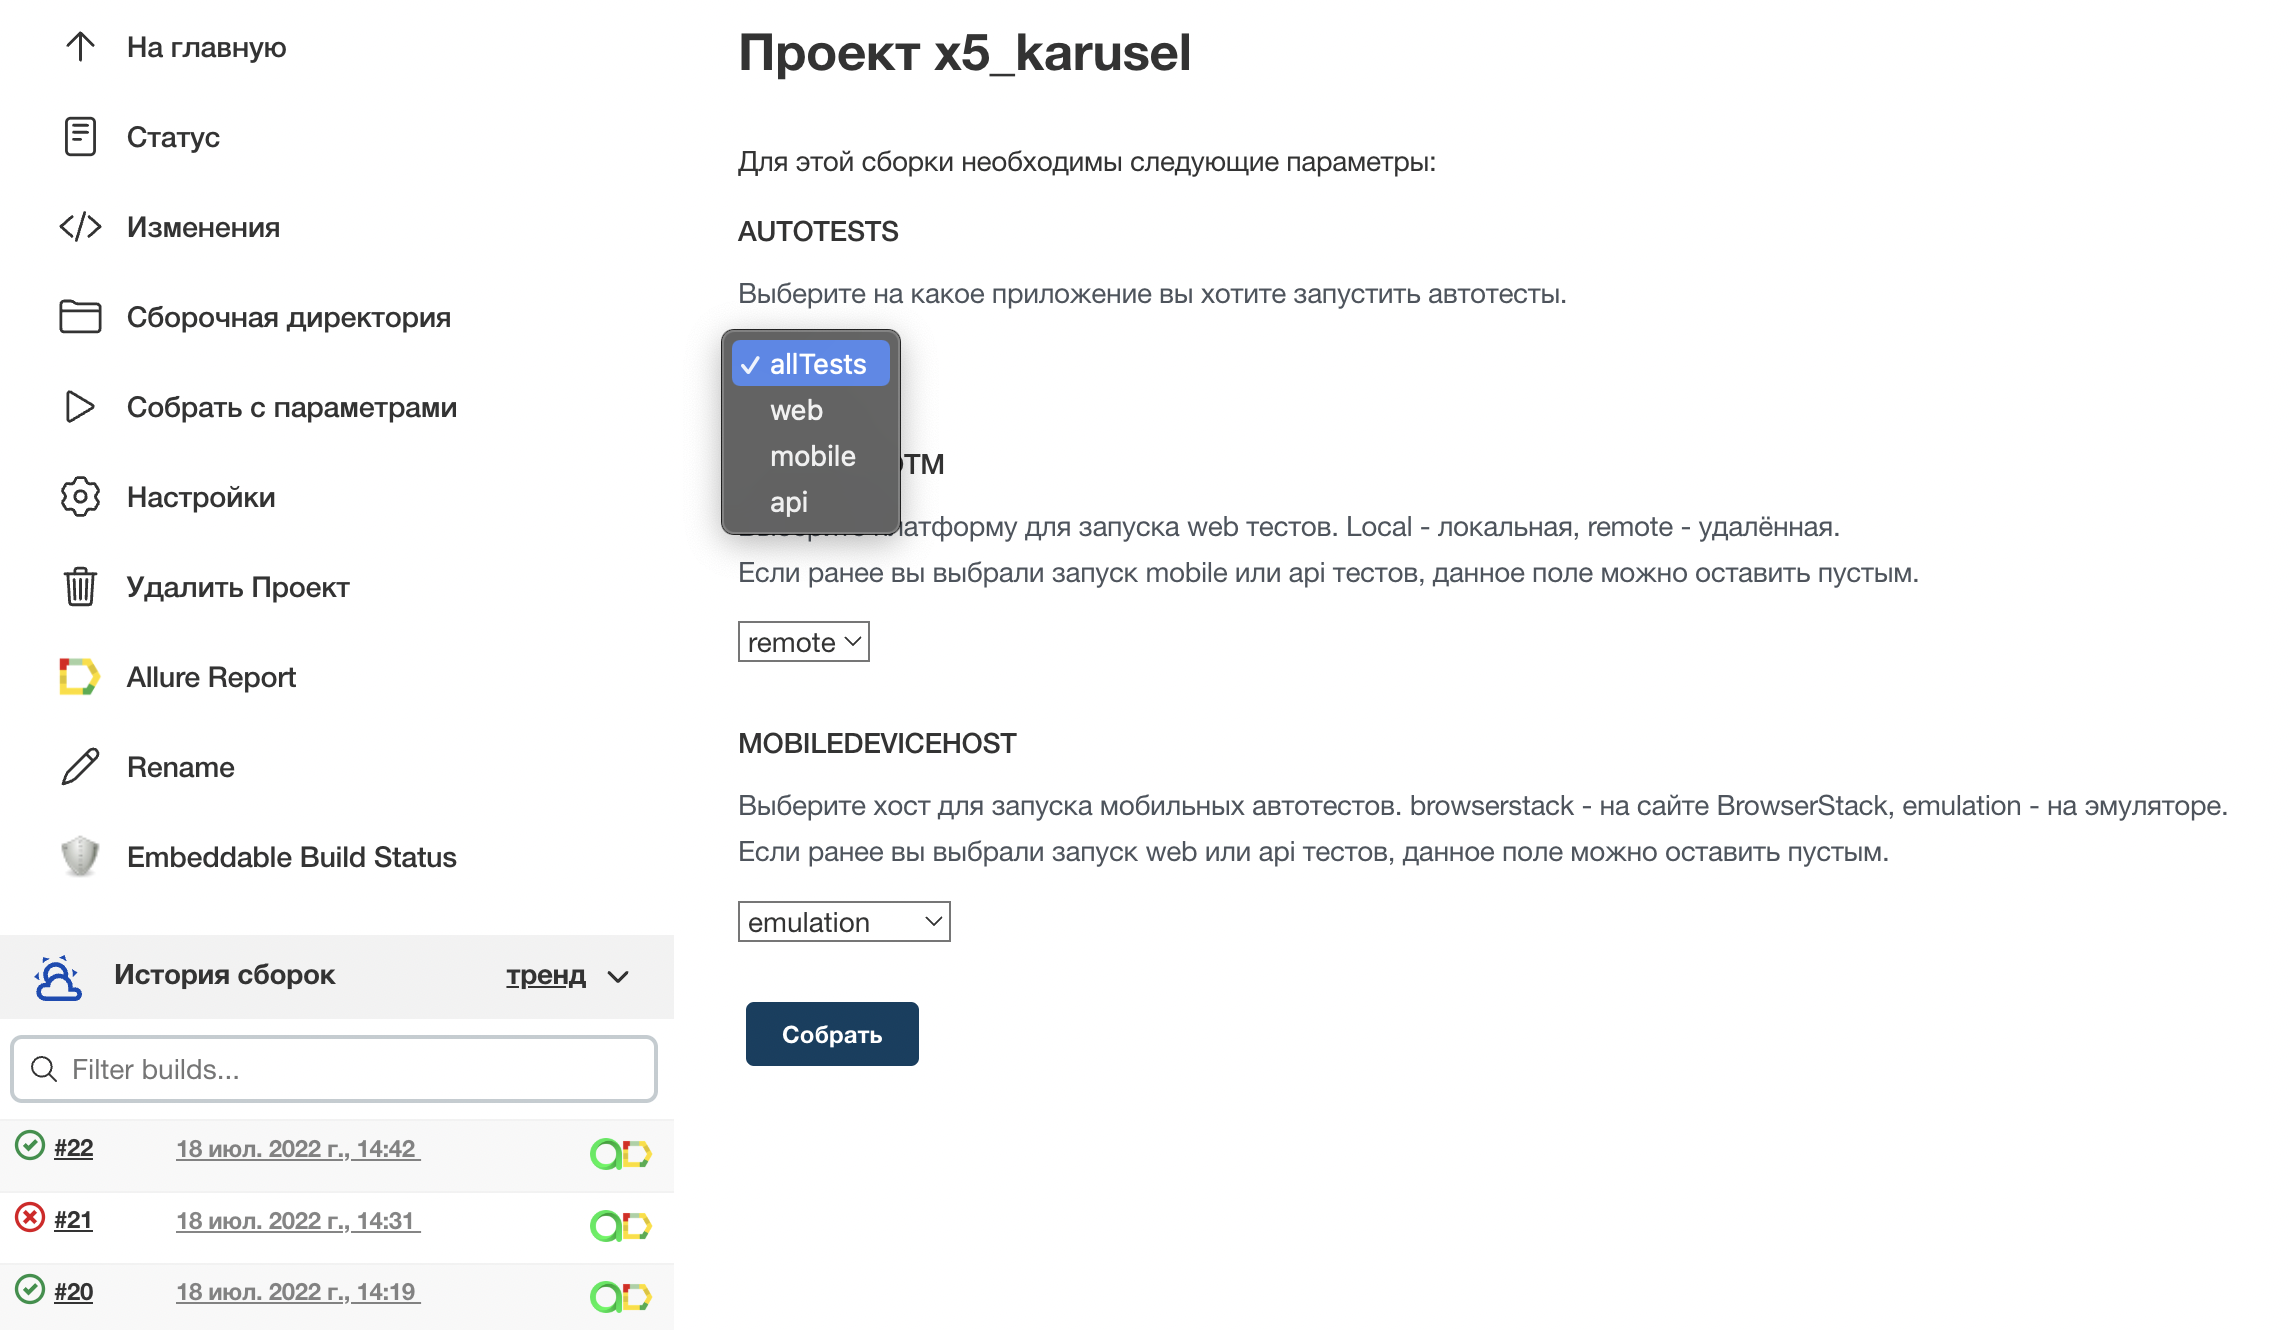 На главную
Статус
Изменения
Сборочная директория
Собрать с параметрами
Настройки
Удалить Проект
Allure Report
Rename
Embeddable Build Status
История сборок
тренд
Filter builds...
#22
18 июл. 2022 г., 14:42
#21
18 июл. 2022 г., 14:31
#20
18 июл. 2022 г., 14:19
Проект x5_karusel
Для этой сборки необходимы следующие параметры:
AUTOTESTS
Выберите на какое приложение вы хотите запустить автотесты.
allTests
web
mobile
api
для запуска web тестов. Local - локальная, remote - удалённая.
Если ранее вы выбрали запуск mobile или api тестов, данное поле можно оставить пустым.
remote
MOBILEDEVICEHOST
Выберите хост для запуска мобильных автотестов. browserstack - на сайте BrowserStack, emulation - на эмуляторе.
Если ранее вы выбрали запуск web или api тестов, данное поле можно оставить пустым.
emulation
Собрать